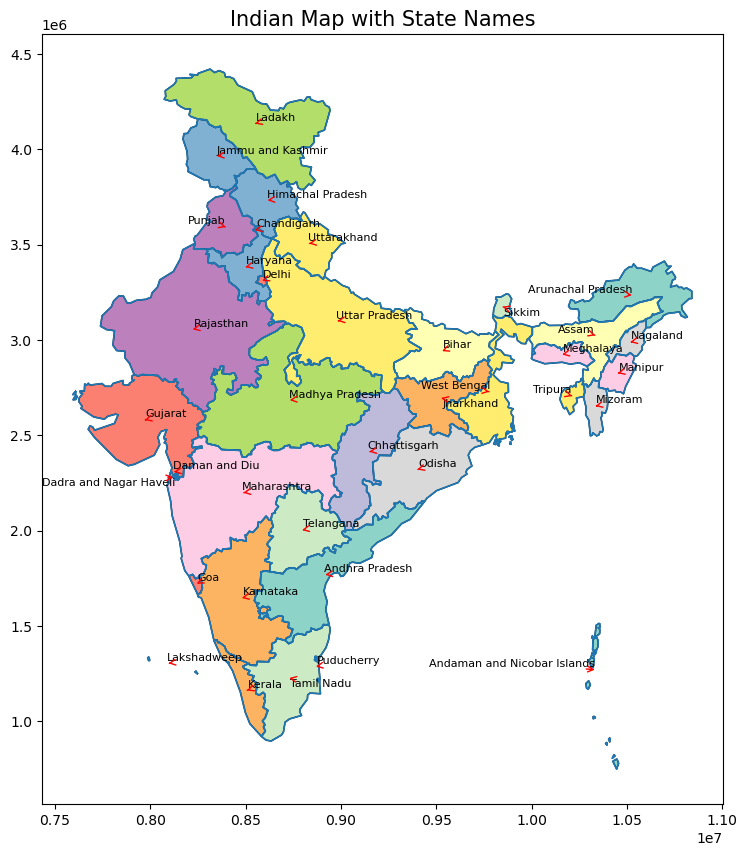 Indian Map with State Names
1e6
4.5
4.0
3.5
3.0
2.5
2.0
1.5
1.0
Ladakh
Jammu and Kashmir
Himachal Pradesh
Punjab
Chandigarh
Uttarakhand
Haryana
Delhi
Arunachal Pradesh
Sikkim
Uttar Pradesh
Rajasthan
Assam
Nagaland
Bihar
Meghalaya
Manipur
West Bengal
Tripura
Madhya Pradesh
Mizoram
Jharkhand
Gujarat
Chhattisgarh
Daman and Diu
Odisha
Dadra and Nagar Haveli
Maharashtra
Telangana
Andhra Pradesh
Goa
Karnataka
Lakshadweep
Puducherry
Andaman and Nicobar Islands
Kerala
Tamil Nadu
0.75 0.80 0.85 0.90 0.95 1.00 1.05 1.10
1e7